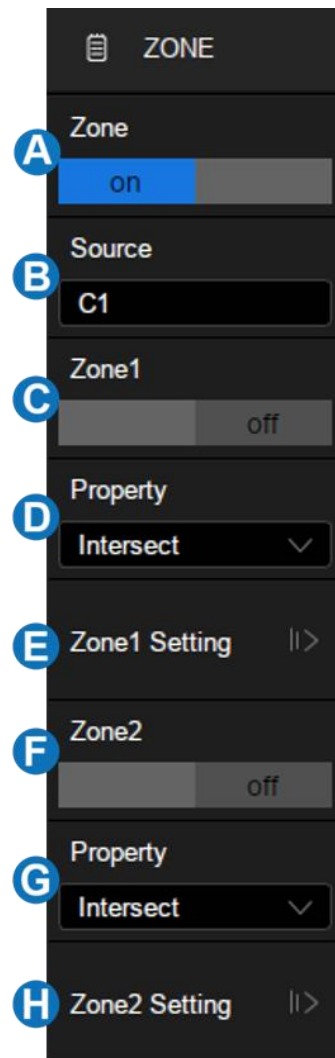 ZONE
Zone
A
on
Source
B
C1
Zone1
C
off
Property
D
Intersect
E
Zone1 Setting
Zone2
F
off
Property
G
Intersect
H
Zone2 Setting